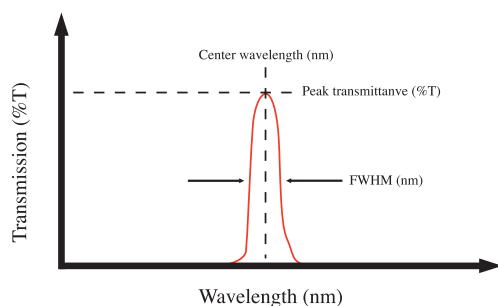 Center wavelength (nm)
Peak transmittanve (%T)
Transmission (%T)
FWHM (nm)
Wavelength (nm)